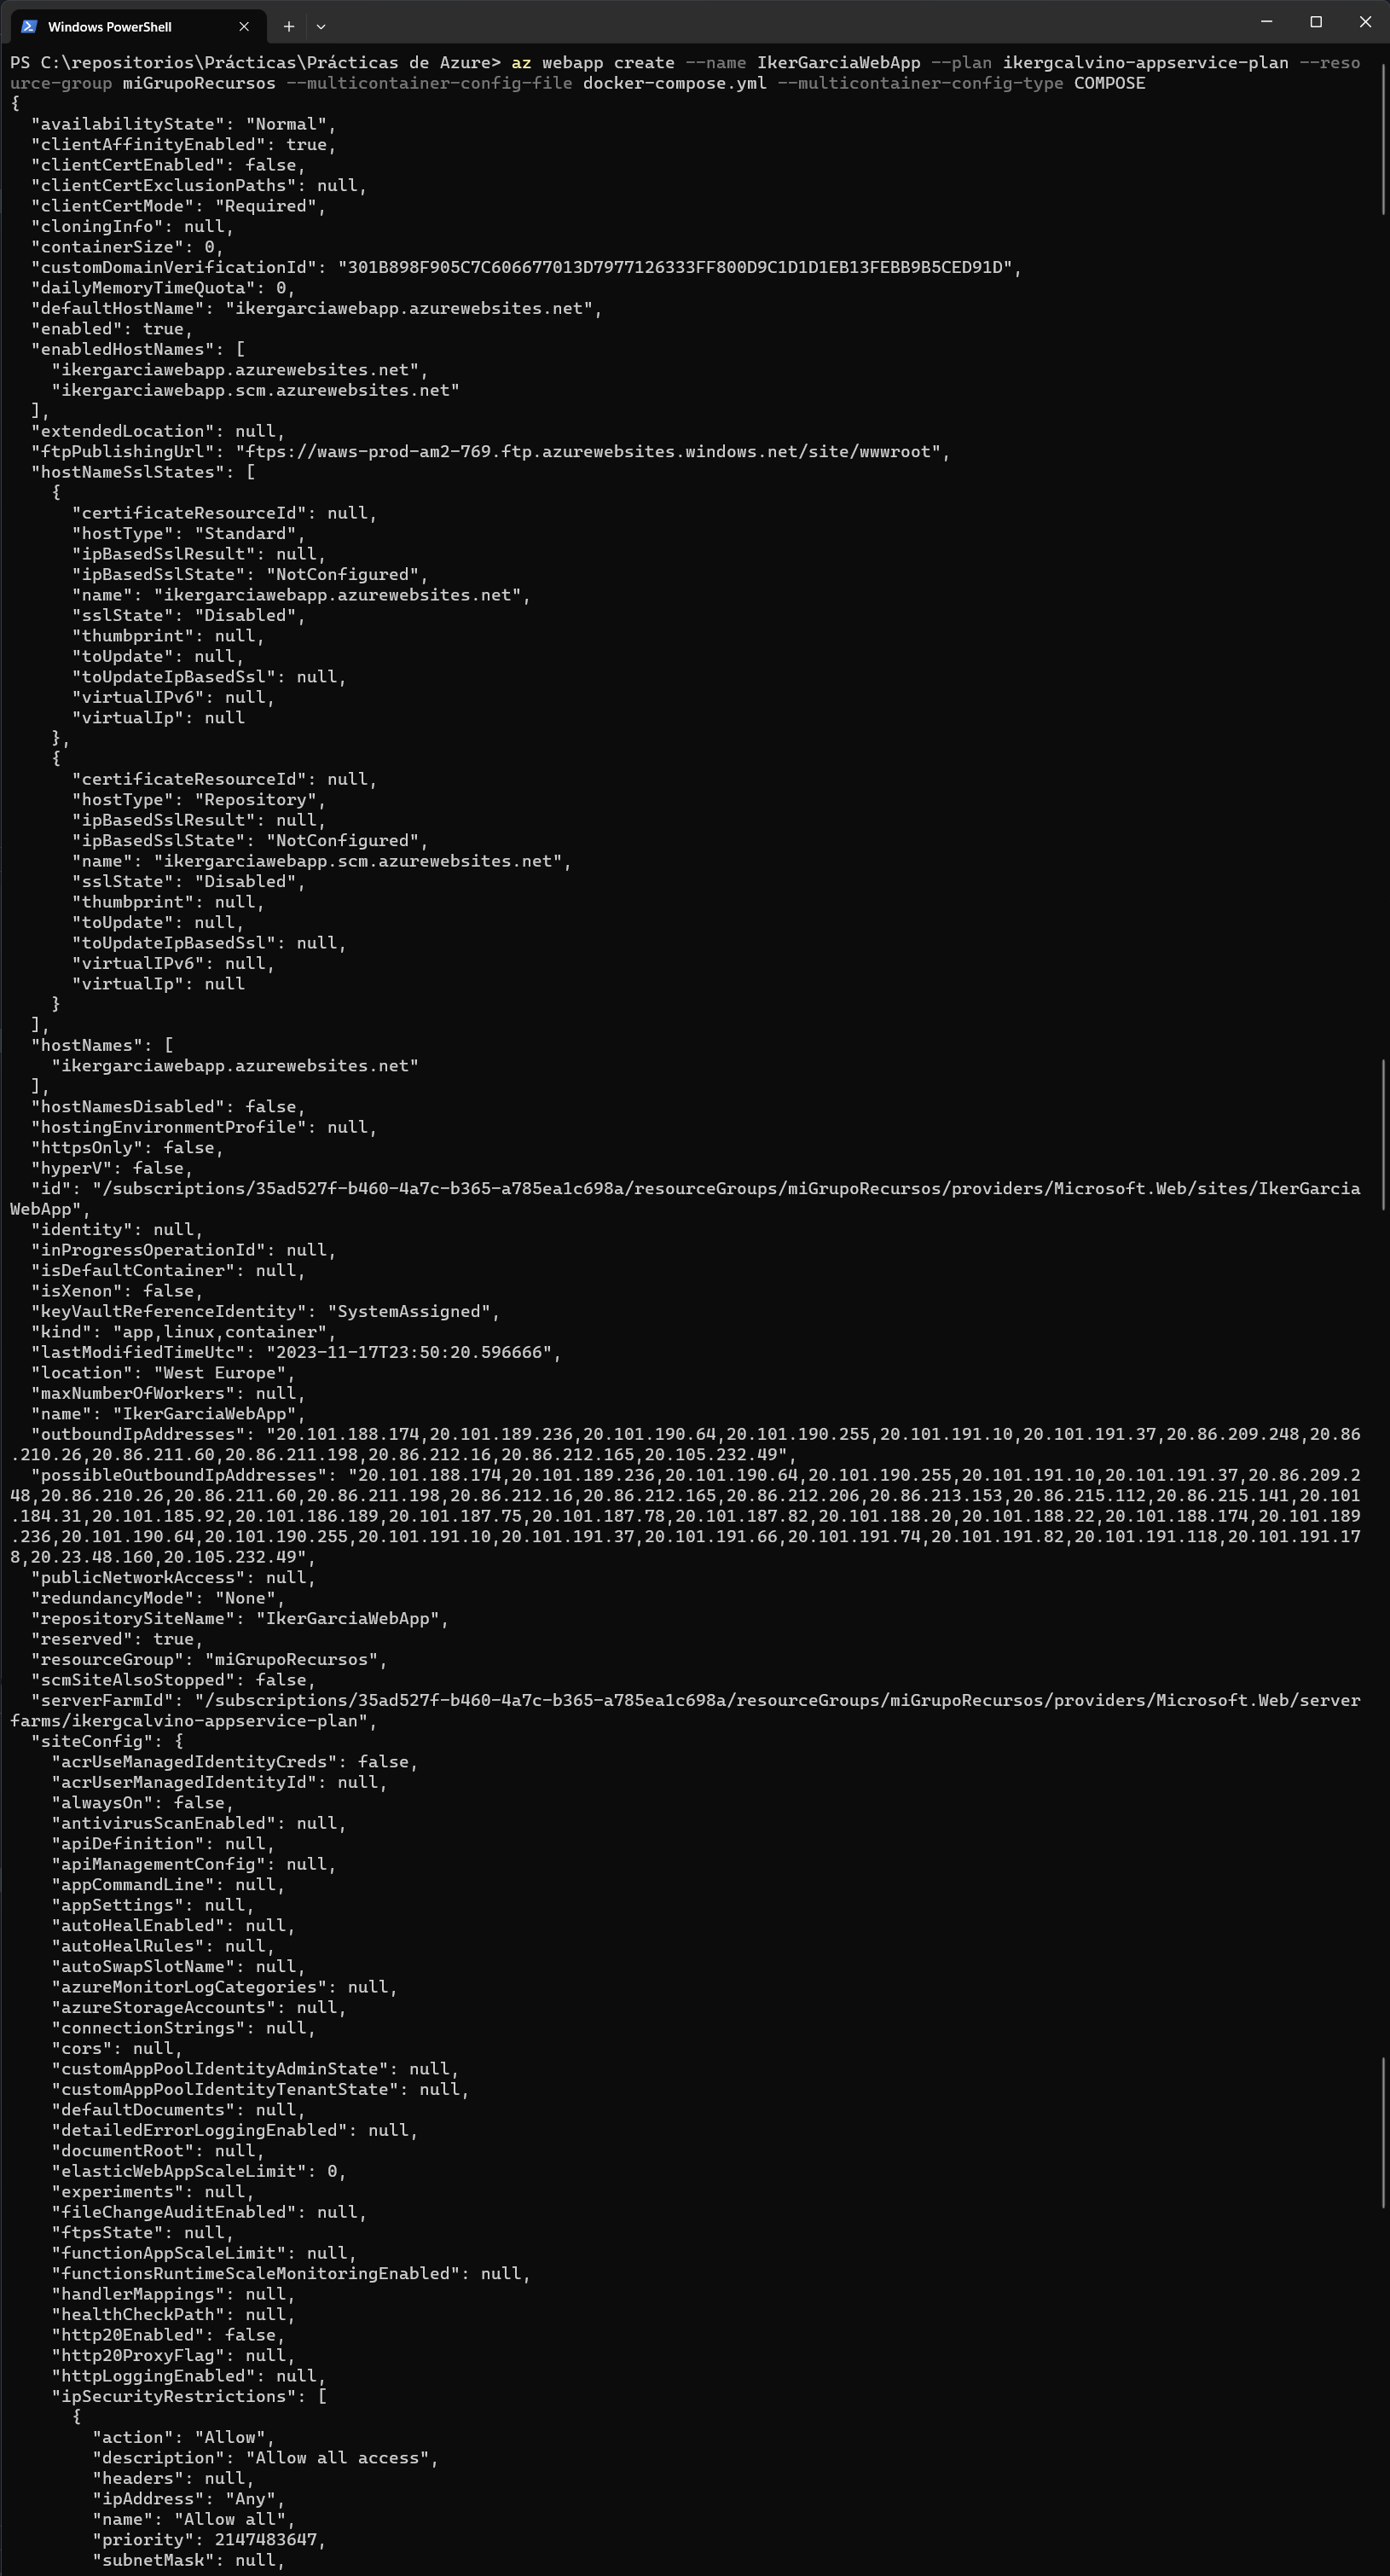 Windows PowerShell
PS C:\repositorios\Prácticas\Prácticas de Azure> az webapp create --name IkerGarciaWebApp --plan ikergcalvino-appservice-plan --reso
urce-group miGrupoRecursos --multicontainer-config-file docker-compose.yml --multicontainer-config-type COMPOSE
{
  "availabilityState": "Normal",
  "clientAffinityEnabled": true,
  "clientCertEnabled": false,
  "clientCertExclusionPaths": null,
  "clientCertMode": "Required",
  "cloningInfo": null,
  "containerSize": 0,
  "customDomainVerificationId": "301B898F905C7C606677013D7977126333FF800D9C1D1D1EB13FEBB9B5CED91D",
  "dailyMemoryTimeQuota": 0,
  "defaultHostName": "ikergarciawebapp.azurewebsites.net",
  "enabled": true,
  "enabledHostNames": [
    "ikergarciawebapp.azurewebsites.net",
    "ikergarciawebapp.scm.azurewebsites.net"
  ],
  "extendedLocation": null,
  "ftpPublishingUrl": "ftps://waws-prod-am2-769.ftp.azurewebsites.windows.net/site/wwwroot",
  "hostNameSslStates": [
    {
      "certificateResourceId": null,
      "hostType": "Standard",
      "ipBasedSslResult": null,
      "ipBasedSslState": "NotConfigured",
      "name": "ikergarciawebapp.azurewebsites.net",
      "sslState": "Disabled",
      "thumbprint": null,
      "toUpdate": null,
      "toUpdateIpBasedSsl": null,
      "virtualIPv6": null,
      "virtualIp": null
    },
    {
      "certificateResourceId": null,
      "hostType": "Repository",
      "ipBasedSslResult": null,
      "ipBasedSslState": "NotConfigured",
      "name": "ikergarciawebapp.scm.azurewebsites.net",
      "sslState": "Disabled",
      "thumbprint": null,
      "toUpdate": null,
      "toUpdateIpBasedSsl": null,
      "virtualIPv6": null,
      "virtualIp": null
    }
  ],
  "hostNames": [
    "ikergarciawebapp.azurewebsites.net"
  ],
  "hostNamesDisabled": false,
  "hostingEnvironmentProfile": null,
  "httpsOnly": false,
  "hyperV": false,
  "id": "/subscriptions/35ad527f-b460-4a7c-b365-a785ea1c698a/resourceGroups/miGrupoRecursos/providers/Microsoft.Web/sites/IkerGarcia
WebApp",
  "identity": null,
  "inProgressOperationId": null,
  "isDefaultContainer": null,
  "isXenon": false,
  "keyVaultReferenceIdentity": "SystemAssigned",
  "kind": "app,linux,container",
  "lastModifiedTimeUtc": "2023-11-17T23:50:20.596666",
  "location": "West Europe",
  "maxNumberOfWorkers": null,
  "name": "IkerGarciaWebApp",
  "outboundIpAddresses": "20.101.188.174,20.101.189.236,20.101.190.64,20.101.190.255,20.101.191.10,20.101.191.37,20.86.209.248,20.86
.210.26,20.86.211.60,20.86.211.198,20.86.212.16,20.86.212.165,20.105.232.49",
  "possibleOutboundIpAddresses": "20.101.188.174,20.101.189.236,20.101.190.64,20.101.190.255,20.101.191.10,20.101.191.37,20.86.209.2
48,20.86.210.26,20.86.211.60,20.86.211.198,20.86.212.16,20.86.212.165,20.86.212.206,20.86.213.153,20.86.215.112,20.86.215.141,20.101
.184.31,20.101.185.92,20.101.186.189,20.101.187.75,20.101.187.78,20.101.187.82,20.101.188.20,20.101.188.22,20.101.188.174,20.101.189
.236,20.101.190.64,20.101.190.255,20.101.191.10,20.101.191.37,20.101.191.66,20.101.191.74,20.101.191.82,20.101.191.118,20.101.191.17
8,20.23.48.160,20.105.232.49",
  "publicNetworkAccess": null,
  "redundancyMode": "None",
  "repositorySiteName": "IkerGarciaWebApp",
  "reserved": true,
  "resourceGroup": "miGrupoRecursos",
  "scmSiteAlsoStopped": false,
  "serverFarmId": "/subscriptions/35ad527f-b460-4a7c-b365-a785ea1c698a/resourceGroups/miGrupoRecursos/providers/Microsoft.Web/server
farms/ikergcalvino-appservice-plan",
  "siteConfig": {
    "acrUseManagedIdentityCreds": false,
    "acrUserManagedIdentityId": null,
    "alwaysOn": false,
    "antivirusScanEnabled": null,
    "apiDefinition": null,
    "apiManagementConfig": null,
    "appCommandLine": null,
    "appSettings": null,
    "autoHealEnabled": null,
    "autoHealRules": null,
    "autoSwapSlotName": null,
    "azureMonitorLogCategories": null,
    "azureStorageAccounts": null,
    "connectionStrings": null,
    "cors": null,
    "customAppPoolIdentityAdminState": null,
    "customAppPoolIdentityTenantState": null,
    "defaultDocuments": null,
    "detailedErrorLoggingEnabled": null,
    "documentRoot": null,
    "elasticWebAppScaleLimit": 0,
    "experiments": null,
    "fileChangeAuditEnabled": null,
    "ftpsState": null,
    "functionAppScaleLimit": null,
    "functionsRuntimeScaleMonitoringEnabled": null,
    "handlerMappings": null,
    "healthCheckPath": null,
    "http20Enabled": false,
    "http20ProxyFlag": null,
    "httpLoggingEnabled": null,
    "ipSecurityRestrictions": [
      {
        "action": "Allow",
        "description": "Allow all access",
        "headers": null,
        "ipAddress": "Any",
        "name": "Allow all",
        "priority": 2147483647,
        "subnetMask": null,